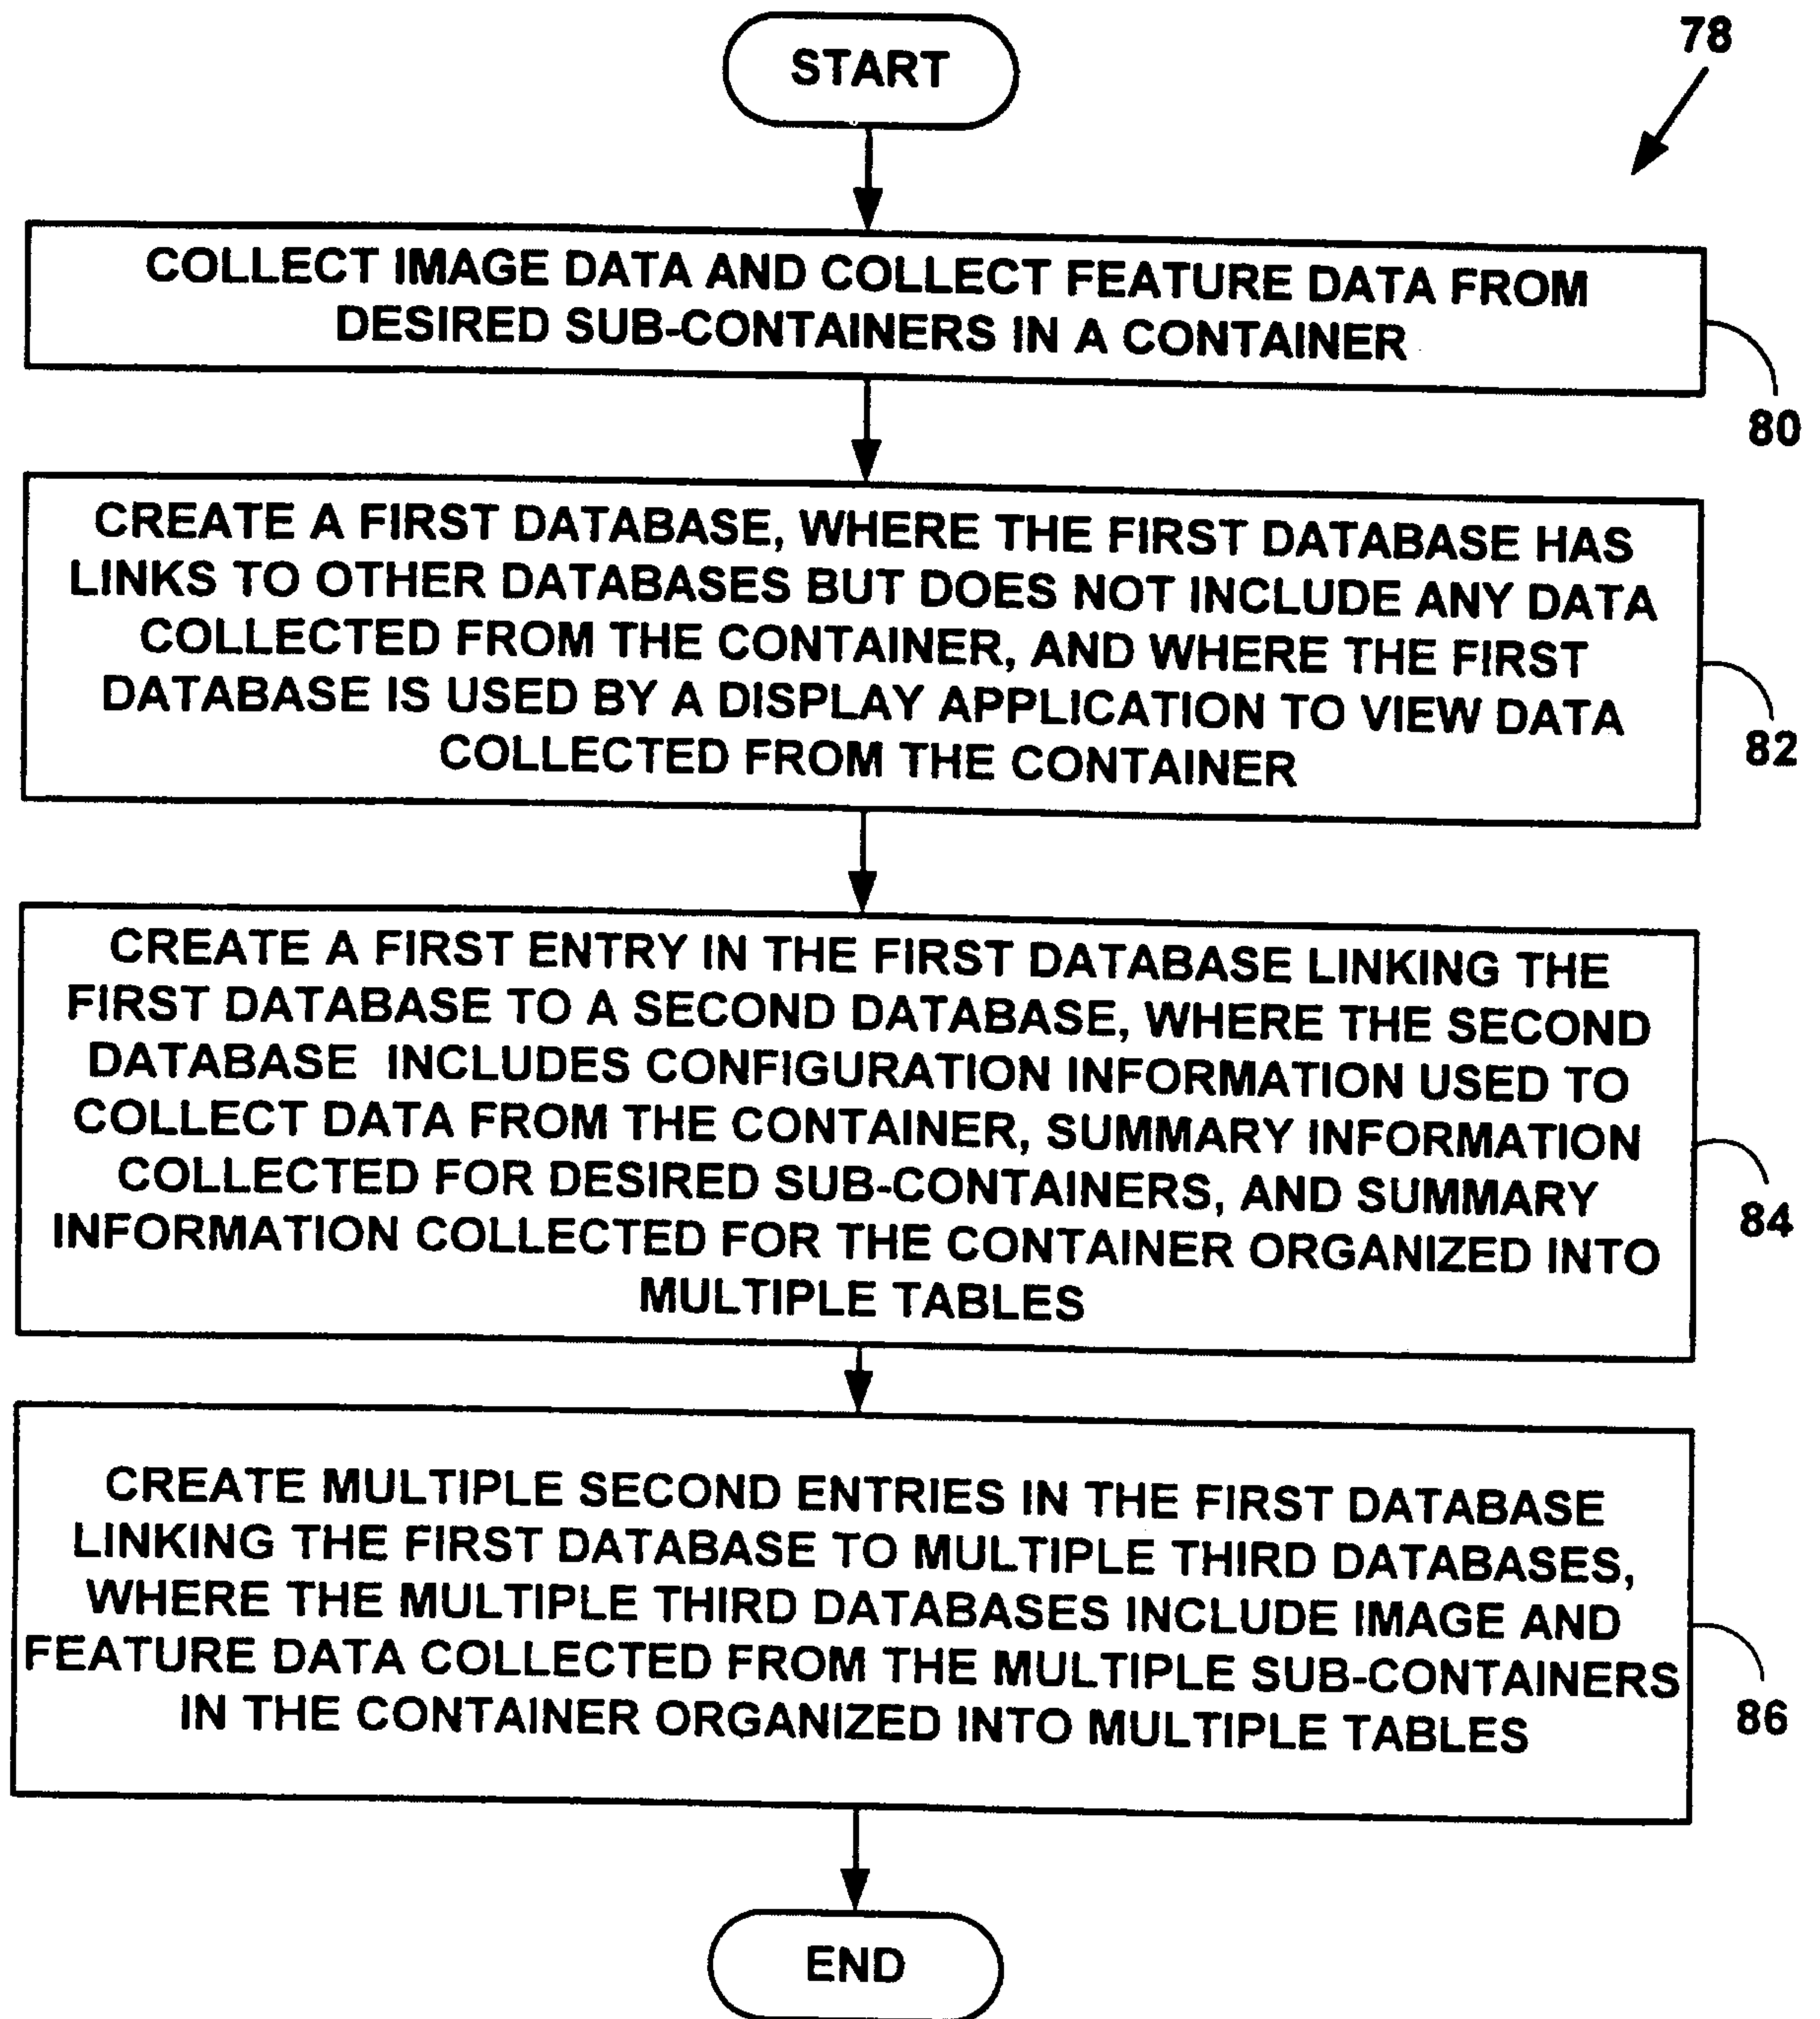 START
78
COLLECT IMAGE DATA AND COLLECT FEATURE DATA FROM
DESIRED SUB-CONTAINERS IN A CONTAINER
80
CREATE A FIRST DATABASE, WHERE THE FIRST DATABASE HAS
LINKS TO OTHER DATABASES BUT DOES NOT INCLUDE ANY DATA
COLLECTED FROM THE CONTAINER, AND WHERE THE FIRST
DATABASE IS USED BY A DISPLAY APPLICATION TO VIEW DATA
COLLECTED FROM THE CONTAINER
82
CREATE A FIRST ENTRY IN THE FIRST DATABASE LINKING THE
FIRST DATABASE TO A SECOND DATABASE, WHERE THE SECOND
DATABASE INCLUDES CONFIGURATION INFORMATION USED TO
COLLECT DATA FROM THE CONTAINER, SUMMARY INFORMATION
COLLECTED FOR DESIRED SUB-CONTAINERS, AND SUMMARY
INFORMATION COLLECTED FOR THE CONTAINER ORGANIZED INTO
MULTIPLE TABLES
84
CREATE MULTIPLE SECOND ENTRIES IN THE FIRST DATABASE
LINKING THE FIRST DATABASE TO MULTIPLE THIRD DATABASES,
WHERE THE MULTIPLE THIRD DATABASES INCLUDE IMAGE AND
FEATURE DATA COLLECTED FROM THE MULTIPLE SUB-CONTAINERS
IN THE CONTAINER ORGANIZED INTO MULTIPLE TABLES
86
END